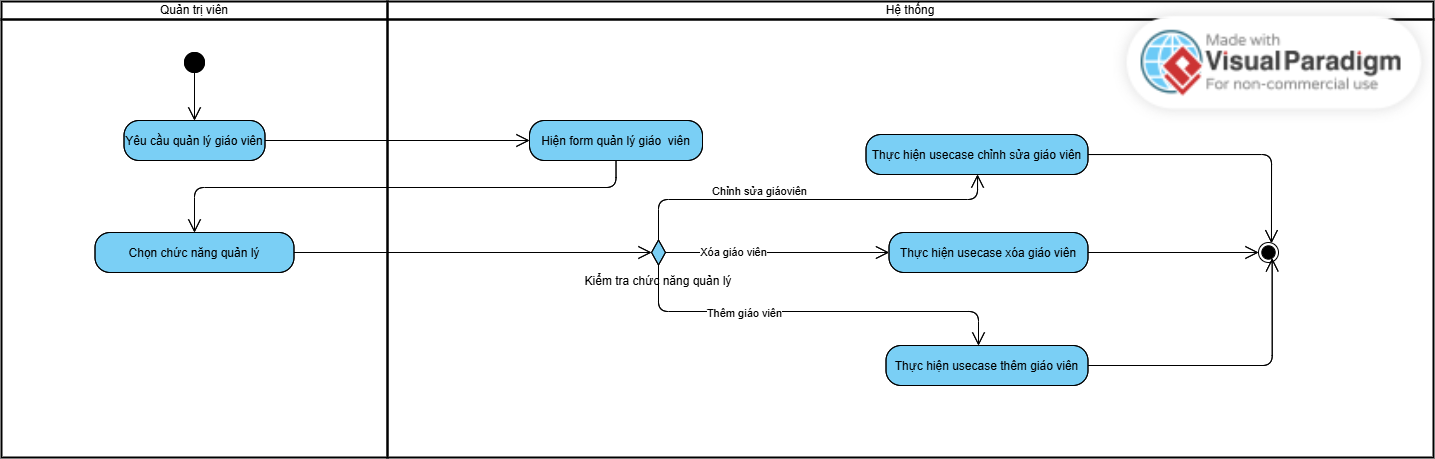 Quản trị viên
Hệ thống
Made with
Visual Paradigm
For non-commercial use
Yêu cầu quản lý giáo viên
Hiện form quản lý giáo viên
Thực hiện usecase chỉnh sửa giáo viên
Chỉnh sửa giáoviên
Chọn chức năng quản lý
Xóa giáo viên
Thực hiện usecase xóa giáo viên
Kiểm tra chức năng quản lý
Thêm giáo viên
Thực hiện usecase thêm giáo viên